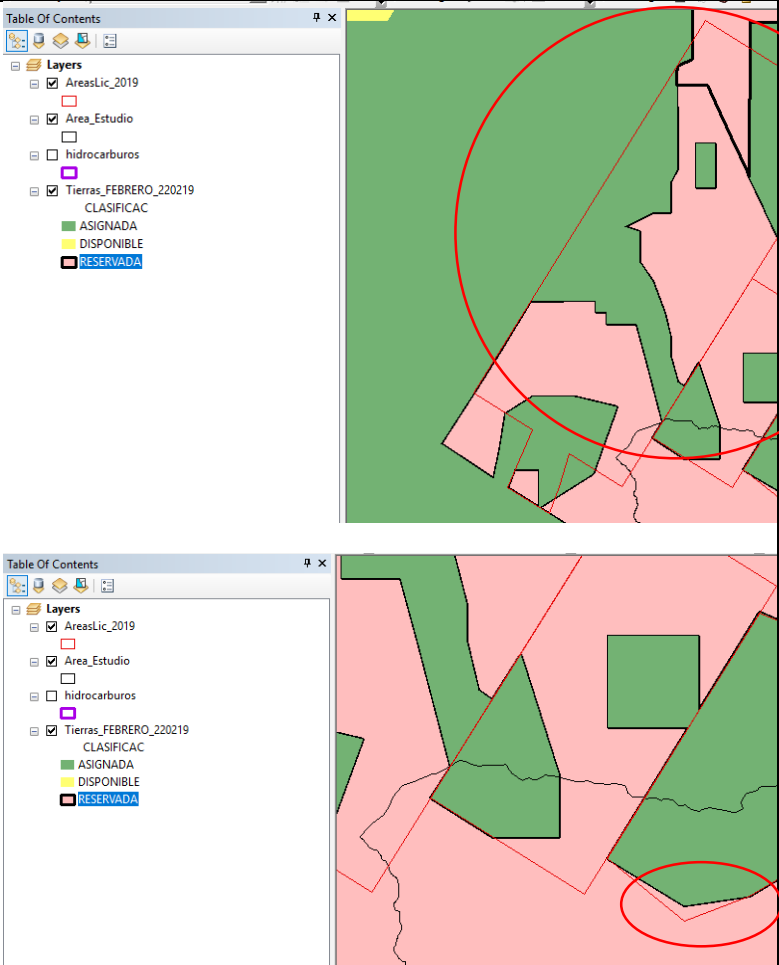 Table Of Contents
Layers
AreasLic_2019
Area_Estudio
hidrocarburos
Tierras_FEBRERO_220219
CLASIFICAC
ASIGNADA
DISPONIBLE
RESERVADA
Table Of Contents
Layers
AreasLic_2019
Area_Estudio
hidrocarburos
Tierras_FEBRERO_220219
CLASIFICAC
ASIGNADA
DISPONIBLE
RESERVADA